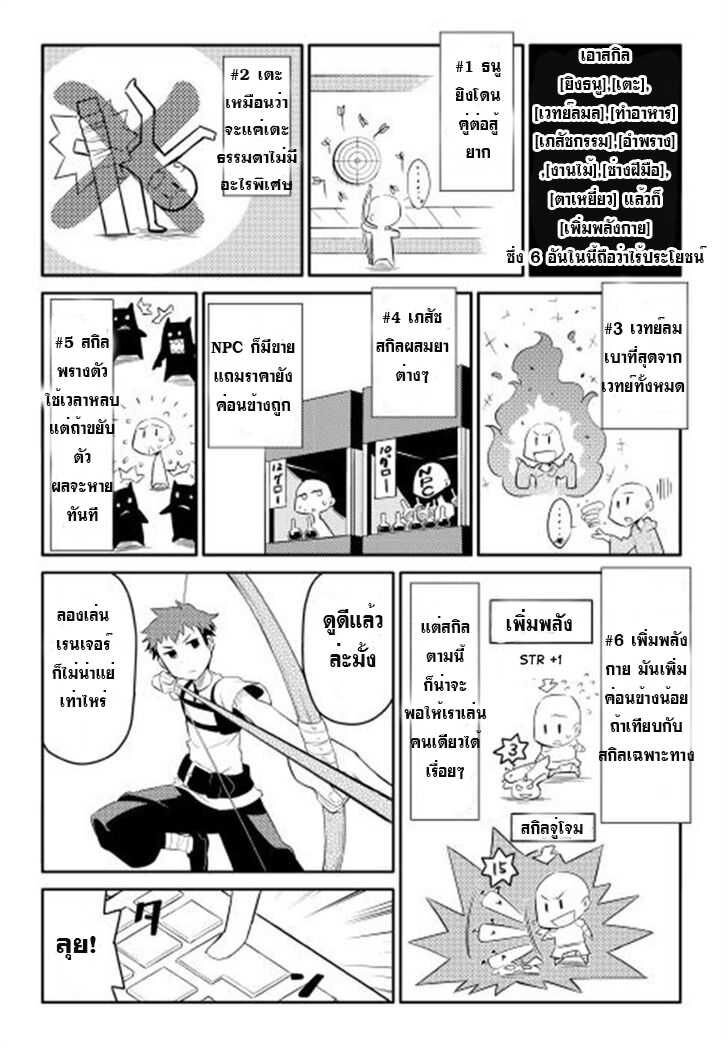 เอาสกิล
[ยิงธนู],[เตะ],
[เวทย์ลมล],[ทำอาหาร]
[เภสัชกรรม],[อำพราง]
,[งานไม้],[ช่างฝีมือ],
[ตาเหยี่ยว] แล้วก็
[เพิ่มพลังกาย]
ซึ่ง 6 อันในนี้ถือว่าไร้ประโยชน์
#1 ธนู
ยิงโดน
คู่ต่อสู้
ยาก
......
#2 เตะ
เหมือนว่า
จะแค่เตะ
ธรรมดาไม่มี
อะไรพิเศษ
#3 เวทย์ลม
เบาที่สุดจาก
เวทย์ทั้งหมด
......
#4 เภสัช
สกิลผสมยา
ต่างๆ
NPC ก็มีขาย
แถมราคายัง
ค่อนข้างถูก
NPC
#5 สกิล
พรางตัว
ใช้เวลาหลบ
แต่ถ้าขยับ
ตัว
ผลจะหาย
ทันที
#6 เพิ่มพลัง
กาย มันเพิ่ม
ค่อนข้างน้อย
ถ้าเทียบกับ
สกิลเฉพาะทาง
เพิ่มพลัง
STR +1
3
แต่สกิล
ตามนี้
ก็น่าจะ
พอให้เราเล่น
คนเดียวได้
เรื่อยๆ
สกิลจู่โจม
15
ดูดีแล้ว
ล่ะมั้ง
ลองเล่น
เรนเจอร์
ก็ไม่น่าแย่
เท่าไหร่
ลุย!
タン